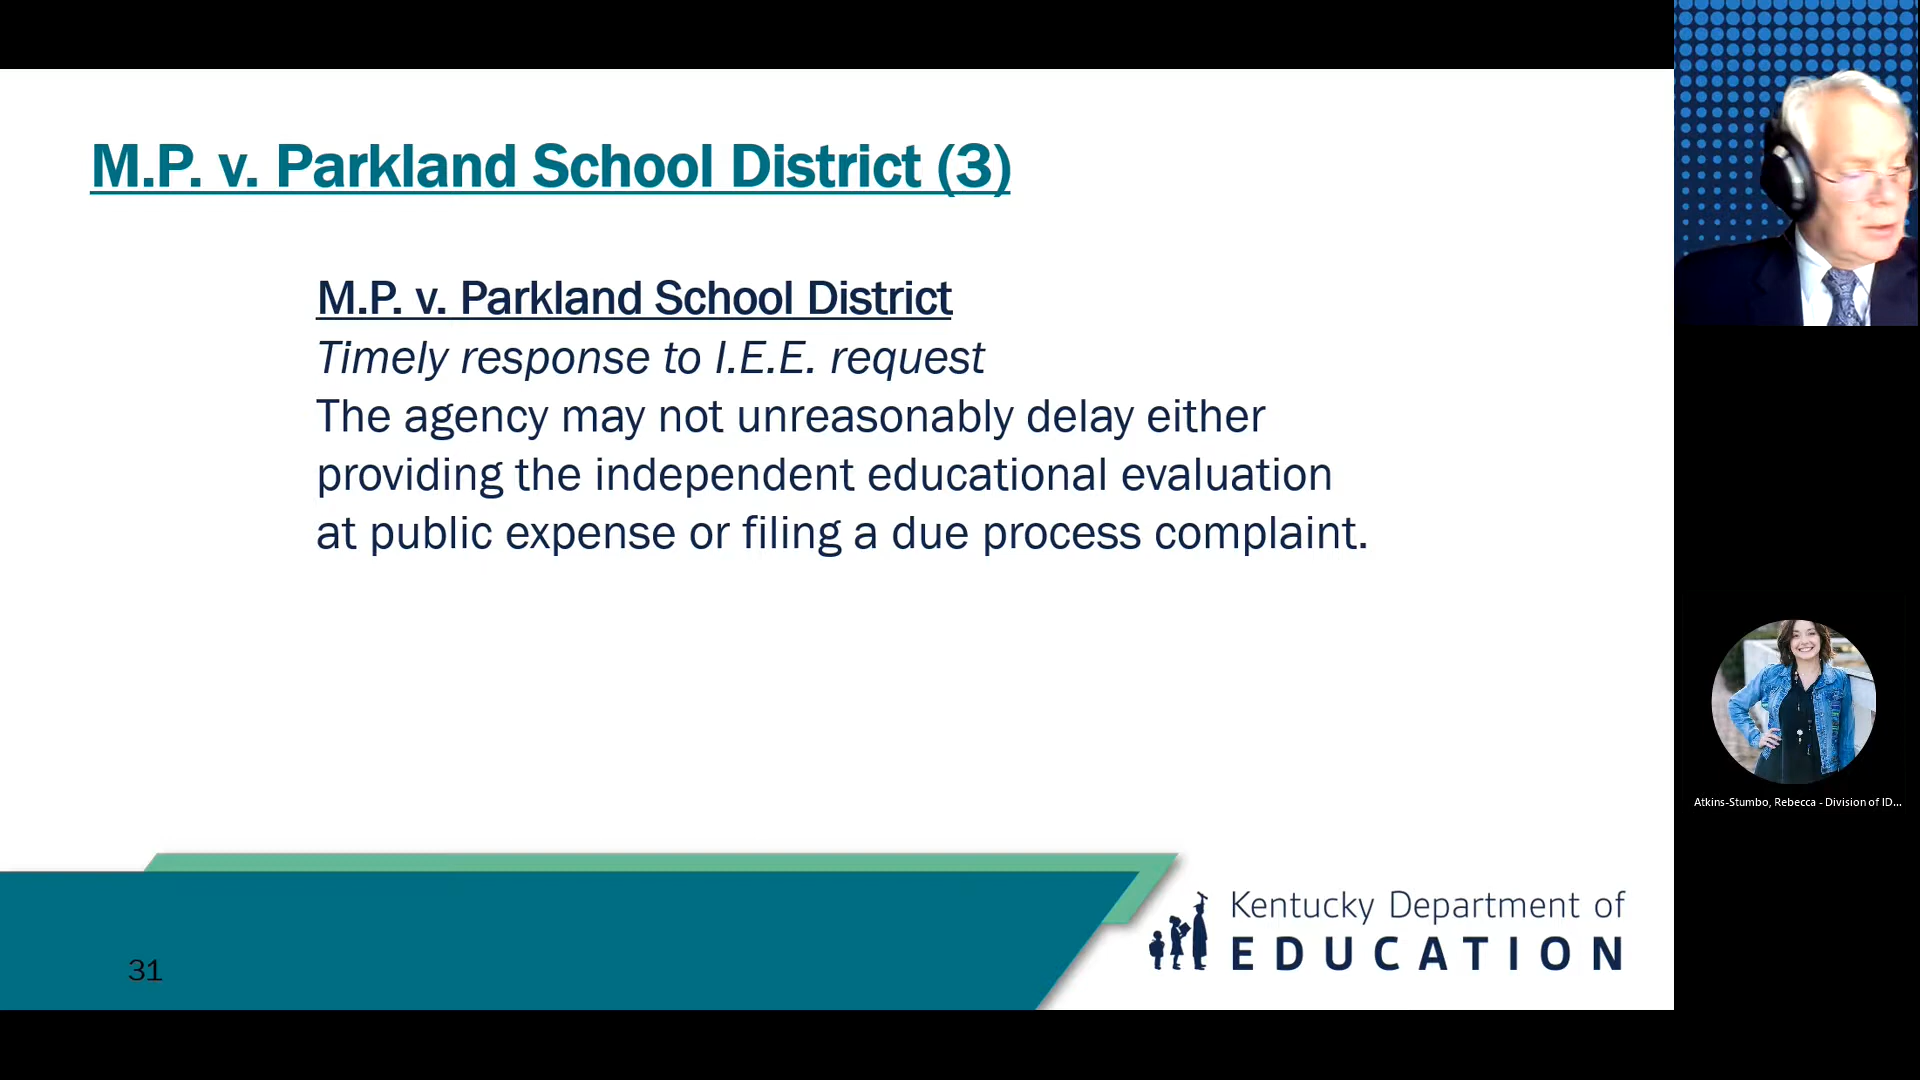 M.P. v. Parkland School District (3)
M.P. v. Parkland School District
Timely response to I.E.E. request
The agency may not unreasonably delay either
providing the independent educational evaluation
at public expense or filing a due process complaint.
31
Kentucky Department of
EDUCATION
Atkins-Stumbo, Rebecca - Division of ID...